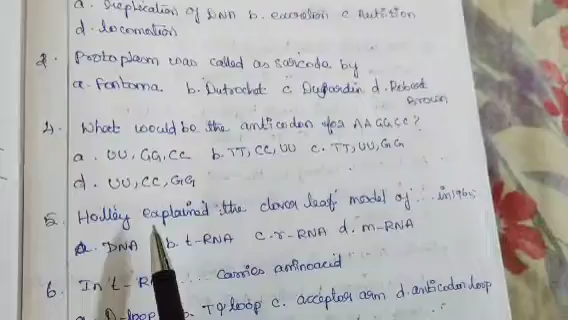 a. Replication of DNA b. excretion c. Nutrition
d. locomotion
3. Protoplasm was called as sarcode by
a. Fontana b. Dutrochet c Dujardin d. Robert
Brown
4. What would be the anticodon for AAGGCC?
a. UU, GG, CC b. TT, CC, UU c. TT, UU, GG
d. UU, CC, GG
5. Holley explained the clover leaf model of ... in 1965
a. DNA b. t-RNA c. r-RNA d. m-RNA
6. In t-R .... carries aminoacid
loop c. acceptor arm d. anticodon loop